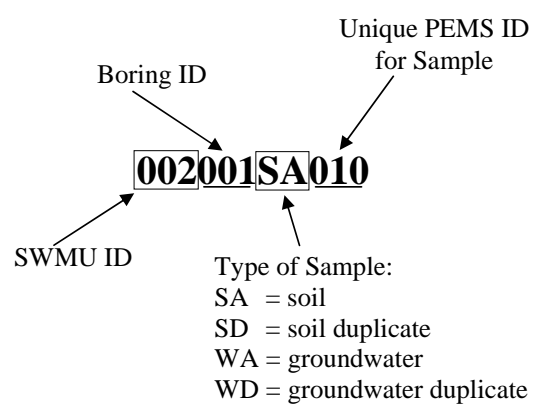 Unique PEMS ID
for Sample
Boring ID
002001SA010
SWMU ID
Type of Sample:
SA = soil
SD = soil duplicate
WA = groundwater
WD = groundwater duplicate